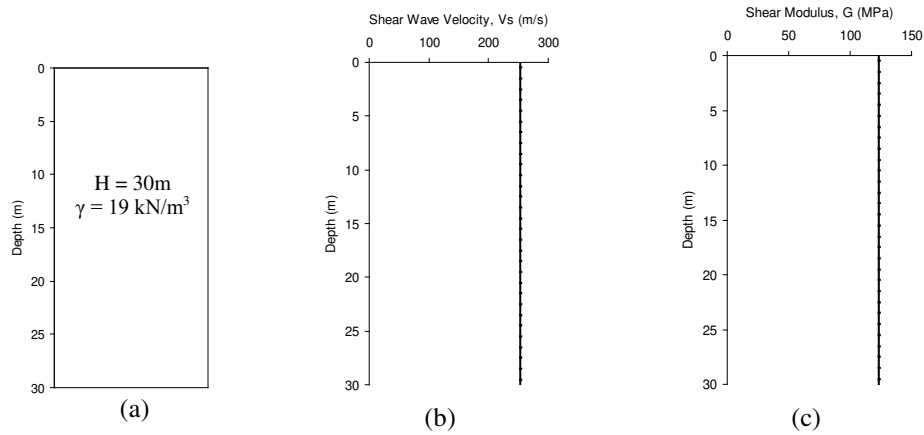 0
5
10
15
20
25
30
Depth (m)
H = 30m
γ = 19 kN/m³
(a)
Shear Wave Velocity, Vs (m/s)
0 100 200 300
0
5
10
15
20
25
30
Depth (m)
(b)
Shear Modulus, G (MPa)
0 50 100 150
0
5
10
15
20
25
30
Depth (m)
(c)